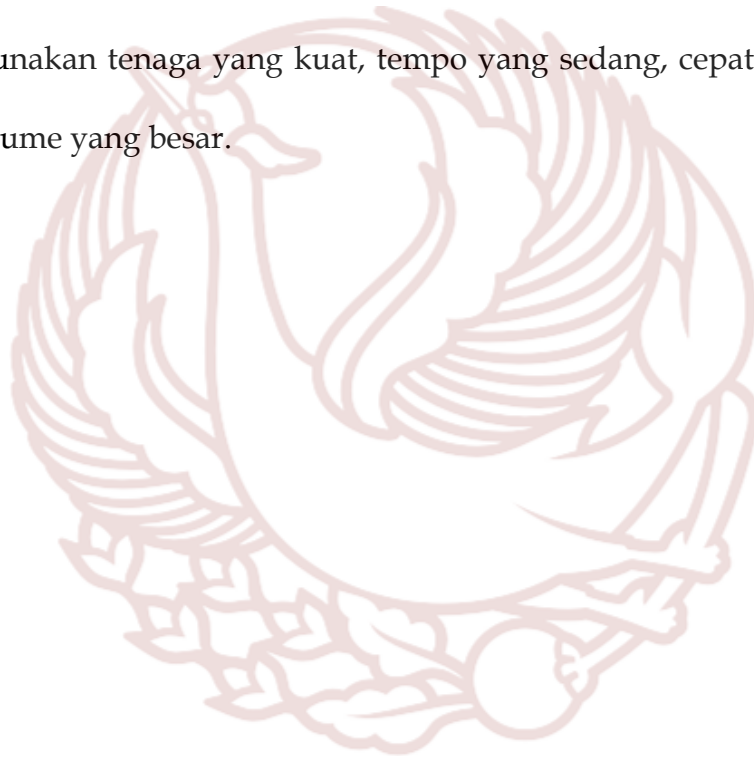 unakan tenaga yang kuat, tempo yang sedang, cepat
ume yang besar.